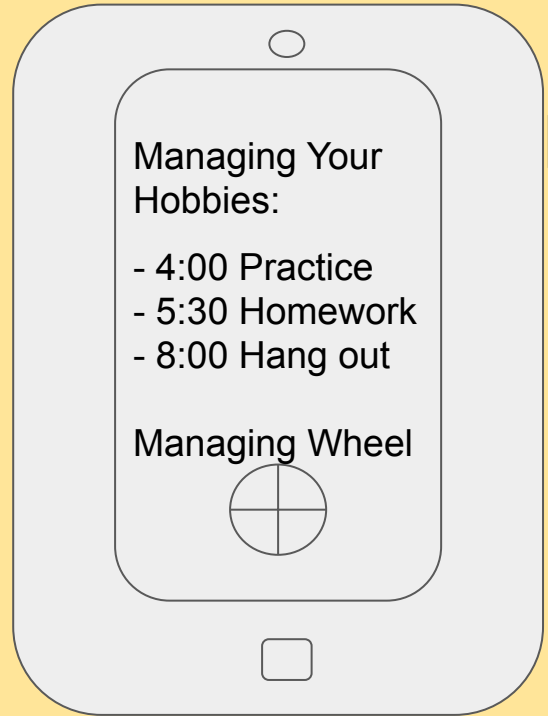 Managing Your
Hobbies:
- 4:00 Practice
- 5:30 Homework
- 8:00 Hang out
Managing Wheel